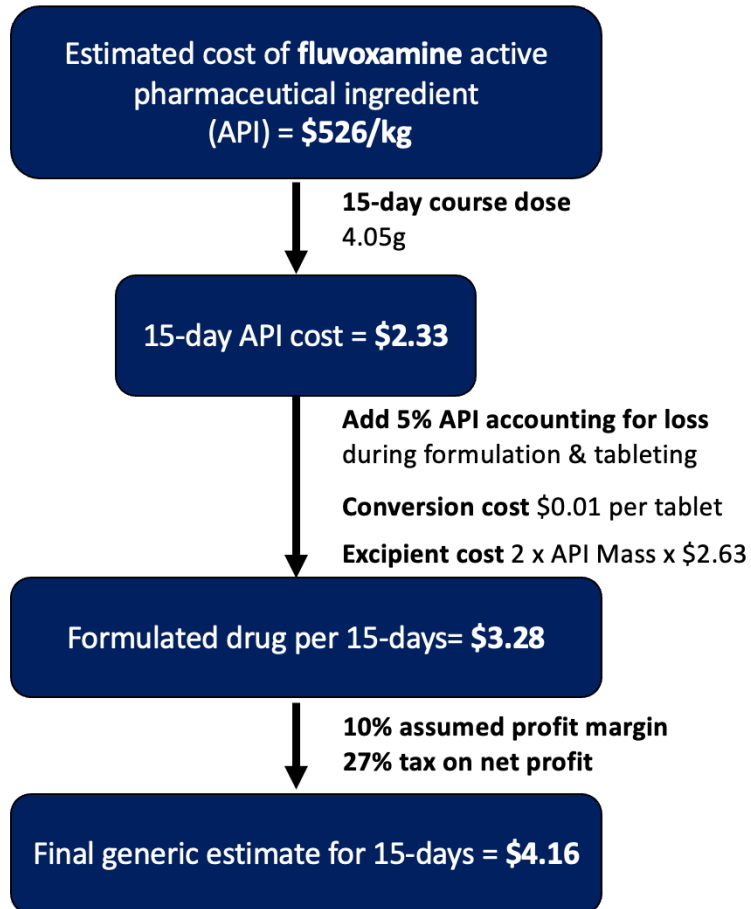 Estimated cost of fluvoxamine active
pharmaceutical ingredient
(API) = $526/kg
15-day course dose
4.05g
15-day API cost = $2.33
Add 5% API accounting for loss
during formulation & tableting
Conversion cost $0.01 per tablet
Excipient cost 2 x API Mass x $2.63
Formulated drug per 15-days= $3.28
10% assumed profit margin
27% tax on net profit
Final generic estimate for 15-days = $4.16